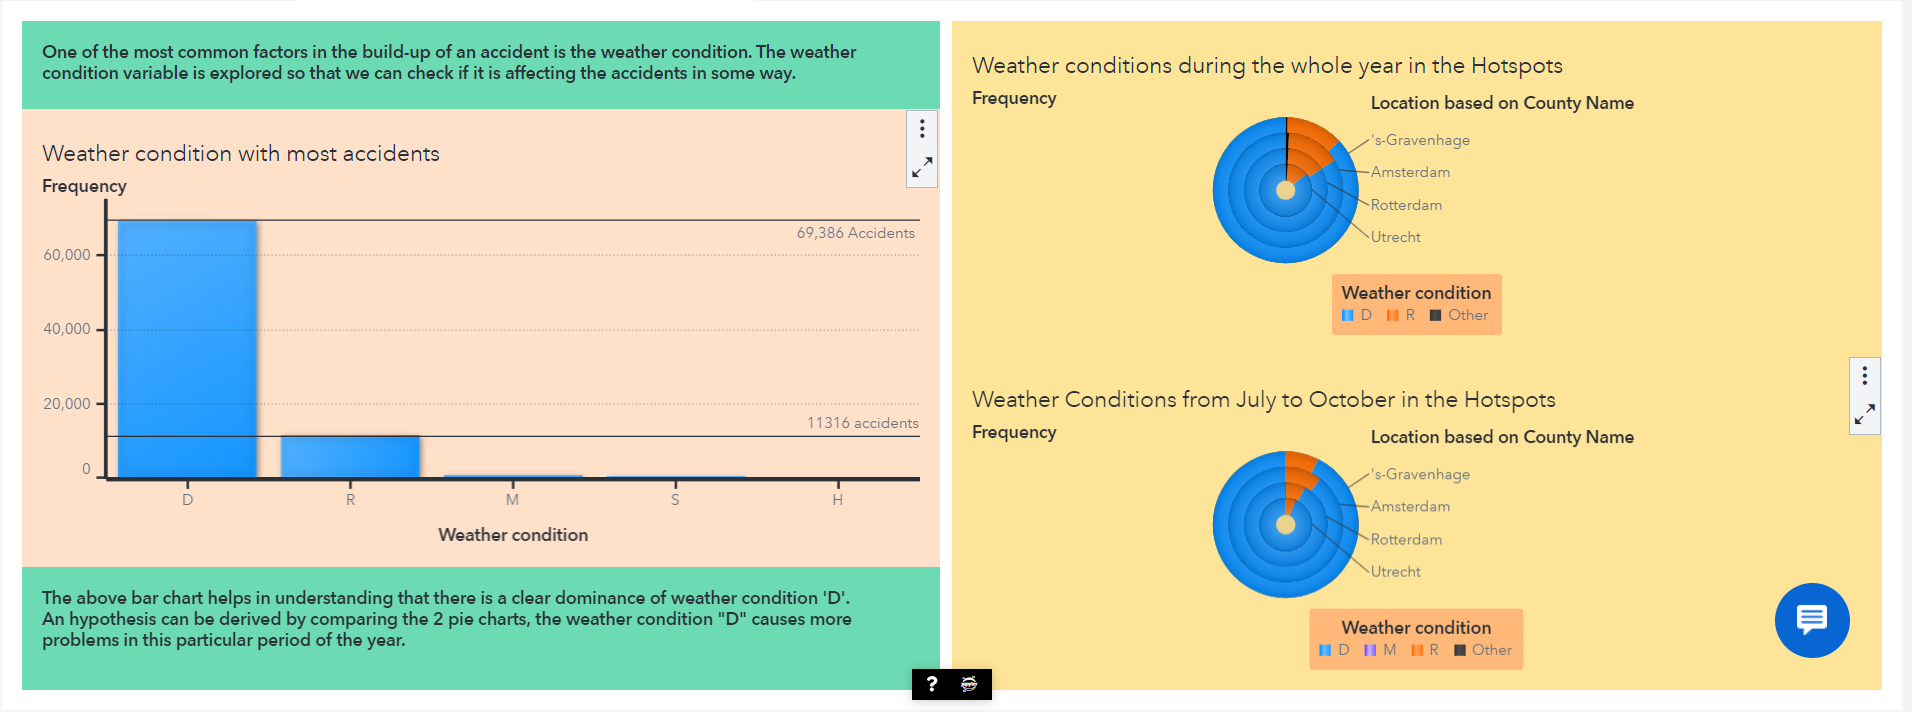 One of the most common factors in the build-up of an accident is the weather condition. The weather
condition variable is explored so that we can check if it is affecting the accidents in some way.
Weather condition with most accidents
Frequency
69,386 Accidents
60,000
40,000
20,000
11316 accidents
0
D R M S H
Weather condition
The above bar chart helps in understanding that there is a clear dominance of weather condition 'D'.
An hypothesis can be derived by comparing the 2 pie charts, the weather condition "D" causes more
problems in this particular period of the year.
Weather conditions during the whole year in the Hotspots
Frequency
Location based on County Name
's-Gravenhage
Amsterdam
Rotterdam
Utrecht
Weather condition
D R Other
Weather Conditions from July to October in the Hotspots
Frequency
Location based on County Name
's-Gravenhage
Amsterdam
Rotterdam
Utrecht
Weather condition
D M R Other
?